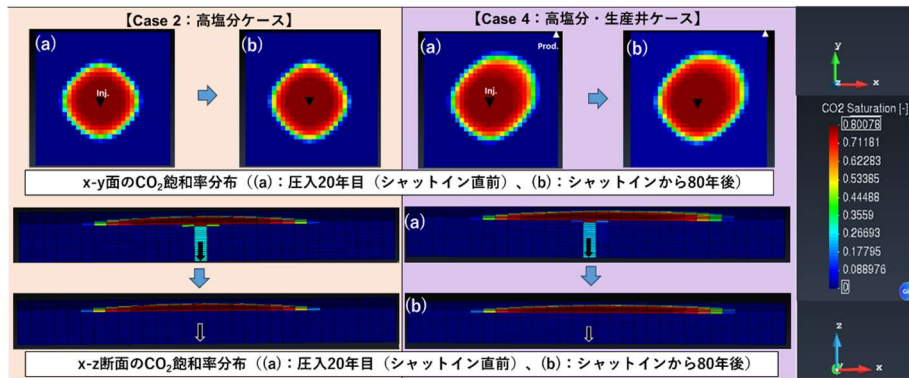 【Case 2：高塩分ケース】
【Case 4：高塩分・生産井ケース】
(a)
(b)
(a)
(b)
Prod.
Inj.
Inj.
x-y面のCO₂飽和率分布（(a)：圧入20年目（シャットイン直前）、(b)：シャットインから80年後）
(a)
(b)
x-z断面のCO₂飽和率分布（(a)：圧入20年目（シャットイン直前）、(b)：シャットインから80年後）
y
z
x
CO2 Saturation [-]
0.80078
0.71181
0.62283
0.53385
0.44488
0.3559
0.26693
0.17795
0.088976
0
z
y
x